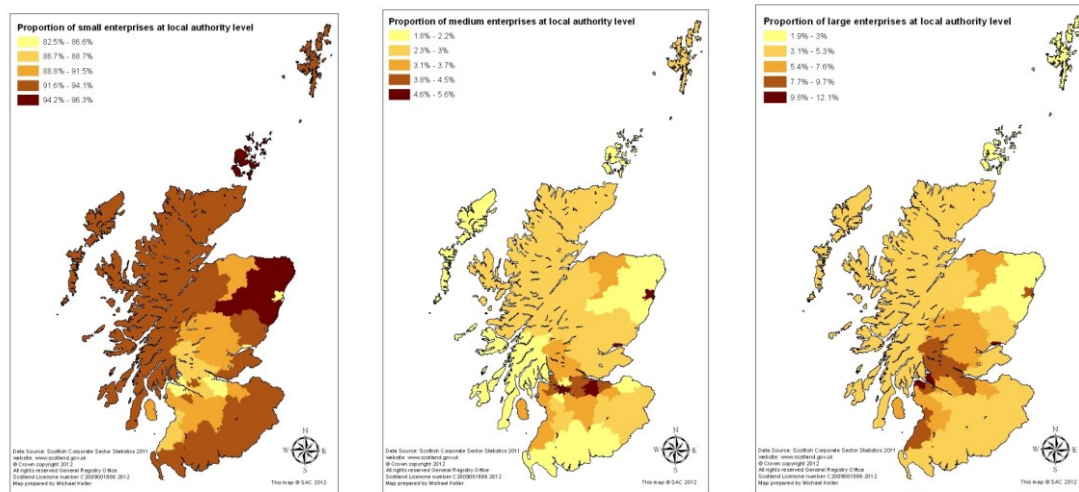 Proportion of small enterprises at local authority level
82.5% - 86.6%
86.7% - 88.7%
88.8% - 91.5%
91.6% - 94.1%
94.2% - 96.3%
Data Source: Scottish Corporate Sector Statistics 2011
website: www.scotland.gov.uk
© Crown copyright 2012
All rights reserved General Registry Office
Scotland Licence number C2009001898 2012
Map prepared by Michael Keller
N
W
E
S
This map @ SAC 2012
Proportion of medium enterprises at local authority level
1.8% - 2.2%
2.3% - 3%
3.1% - 3.7%
3.8% - 4.5%
4.6% - 5.6%
Data Source: Scottish Corporate Sector Statistics 2011
website: www.scotland.gov.uk
© Crown copyright 2012
All rights reserved General Registry Office
Scotland Licence number C2009001898 2012
Map prepared by Michael Keller
N
W
E
S
This map @ SAC 2012
Proportion of large enterprises at local authority level
1.9% - 3%
3.1% - 5.3%
5.4% - 7.6%
7.7% - 9.7%
9.8% - 12.1%
Data Source: Scottish Corporate Sector Statistics 2011
website: www.scotland.gov.uk
© Crown copyright 2012
All rights reserved General Registry Office
Scotland Licence number C2009001898 2012
Map prepared by Michael Keller
N
W
E
S
This map @ SAC 2012